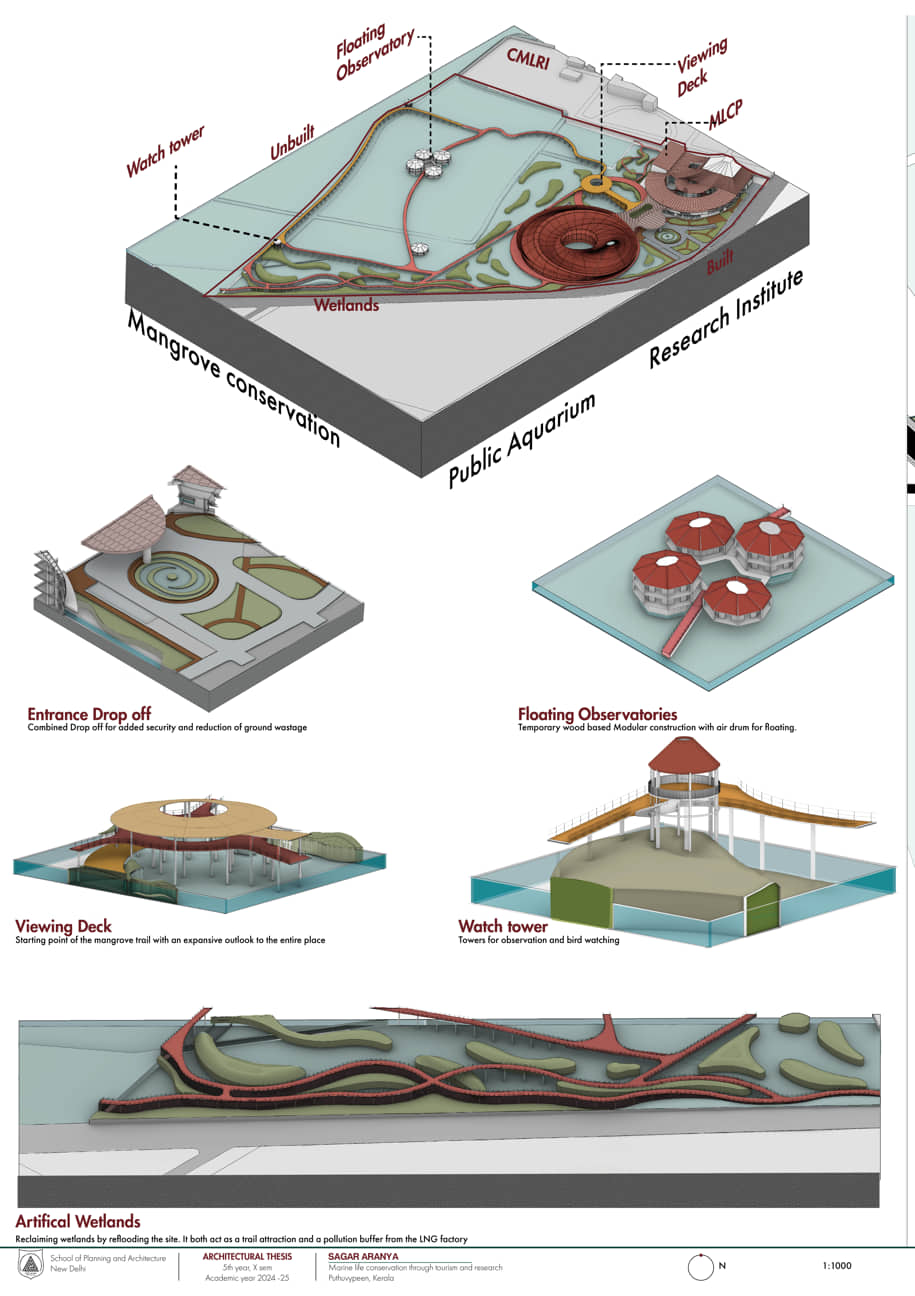 Floating
Observatory
CMLRI
Viewing
Deck
MLCP
Watch tower
Unbuilt
Built
Wetlands
Mangrove conservation
Public Aquarium
Research Institute
Entrance Drop off
Combined Drop off for added security and reduction of ground wastage
Floating Observatories
Temporary wood based Modular construction with air drum for floating.
Viewing Deck
Starting point of the mangrove trail with an expansive outlook to the entire place
Watch tower
Towers for observation and bird watching
Artifical Wetlands
Reclaiming wetlands by reflooding the site. It both act as a trail attraction and a pollution buffer from the LNG factory
School of Planning and Architecture
New Delhi
ARCHITECTURAL THESIS
5th year, X sem
Academic year 2024 -25
SAGAR ARANYA
Marine life conservation through tourism and research
Puthuvypeen, Kerala
N
1:1000